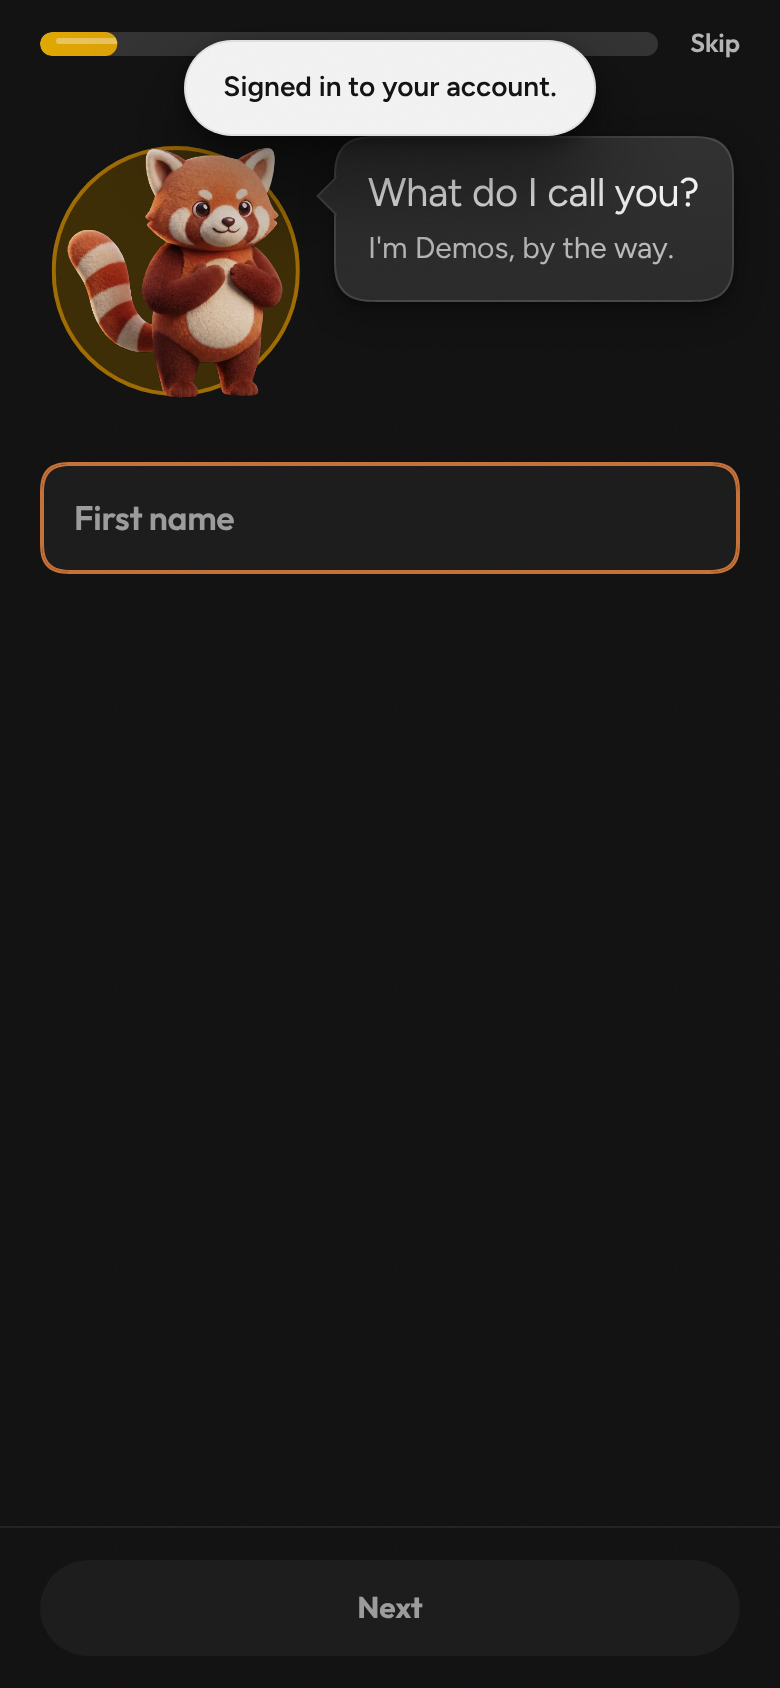 Skip
Signed in to your account.
What do I call you?
I'm Demos, by the way.
First name
Next